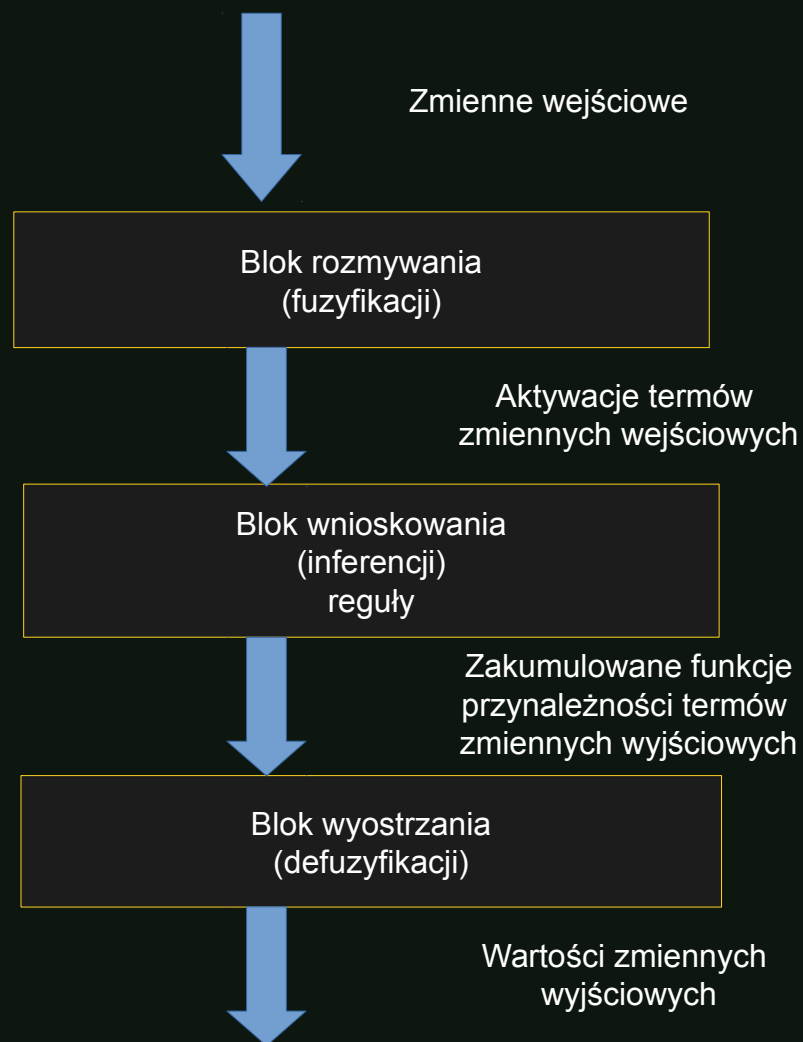 Zmienne wejściowe
Blok rozmywania
(fuzyfikacji)
Aktywacje termów
zmiennych wejściowych
Blok wnioskowania
(inferencji)
reguły
Zakumulowane funkcje
przynależności termów
zmiennych wyjściowych
Blok wyostrzania
(defuzyfikacji)
Wartości zmiennych
wyjściowych